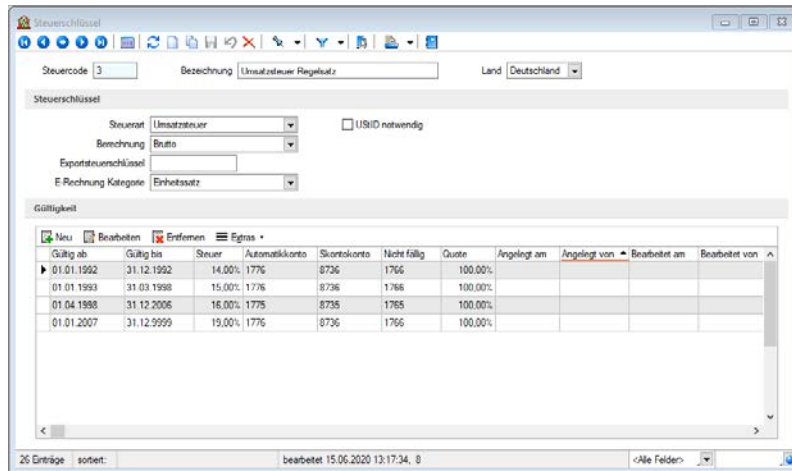 Steuerschlüssel
Steuercode 3 Bezeichnung Umsatzsteuer Regelsatz Land Deutschland
Steuerschlüssel
Steuerart Umsatzsteuer UStID notwendig
Berechnung Brutto
Exportsteuerschlüssel
E-Rechnung Kategorie Einheitssatz
Gültigkeit
Neu Bearbeiten Entfernen Extras
Gültig ab Gültig bis Steuer Automatikkonto Skontokonto Nicht fällig Quote Angelegt am Angelegt von Bearbeitet am Bearbeitet von
01.01.1992 31.12.1992 14,00% 1776 8736 1766 100,00%
01.01.1993 31.03.1998 15,00% 1776 8736 1766 100,00%
01.04.1998 31.12.2006 16,00% 1775 8735 1765 100,00%
01.01.2007 31.12.9999 19,00% 1776 8736 1766 100,00%
26 Einträge sortiert: bearbeitet 15.06.2020 13:17:34, 8 <Alle Felder>